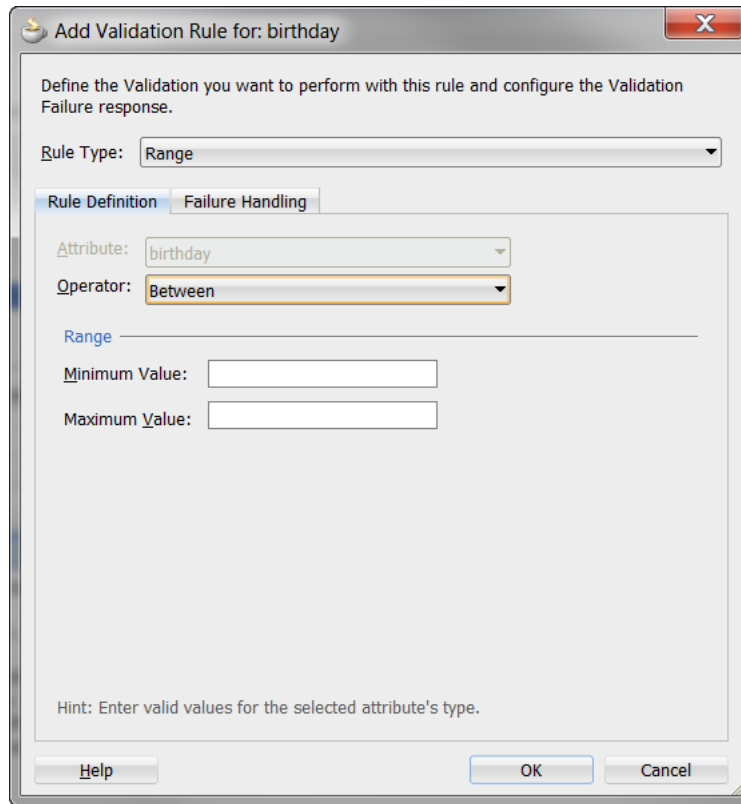 Add Validation Rule for: birthday
Define the Validation you want to perform with this rule and configure the Validation
Failure response.
Rule Type: Range
Rule Definition Failure Handling
Attribute: birthday
Operator: Between
Range
Minimum Value:
Maximum Value:
Hint: Enter valid values for the selected attribute's type.
Help OK Cancel